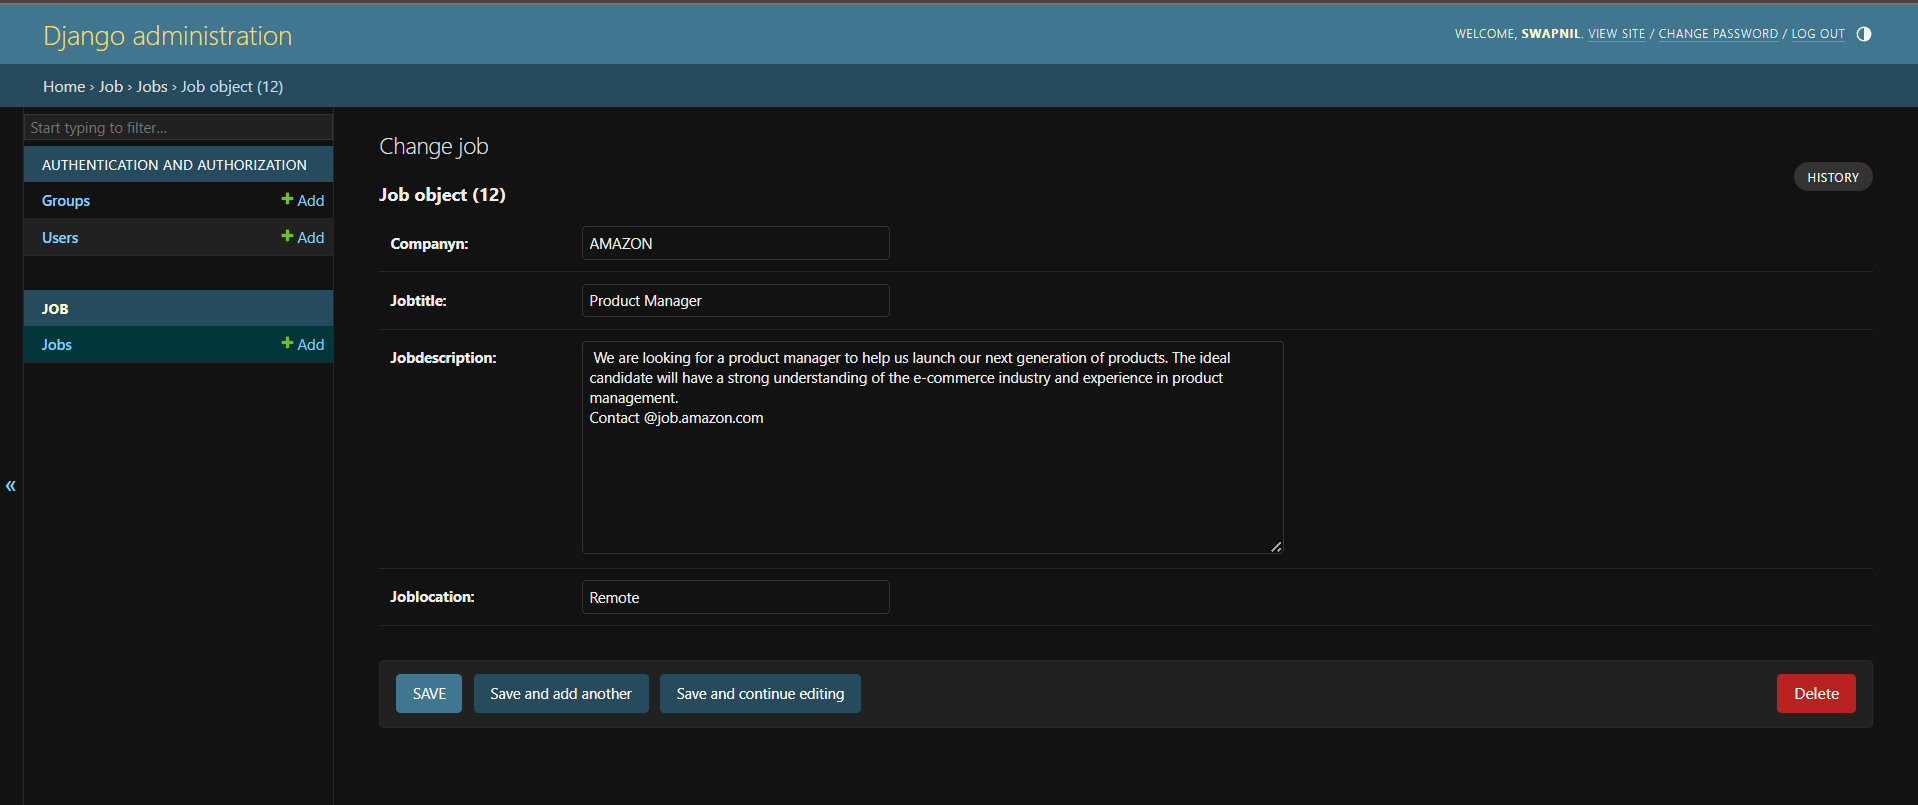 Django administration
WELCOME, SWAPNIL. VIEW SITE / CHANGE PASSWORD / LOG OUT
Home › Job › Jobs › Job object (12)
Start typing to filter...
AUTHENTICATION AND AUTHORIZATION
Groups + Add
Users + Add
JOB
Jobs + Add
«
Change job
HISTORY
Job object (12)
Companyn: AMAZON
Jobtitle: Product Manager
Jobdescription: We are looking for a product manager to help us launch our next generation of products. The ideal
candidate will have a strong understanding of the e-commerce industry and experience in product
management.
Contact @job.amazon.com
Joblocation: Remote
SAVE Save and add another Save and continue editing Delete